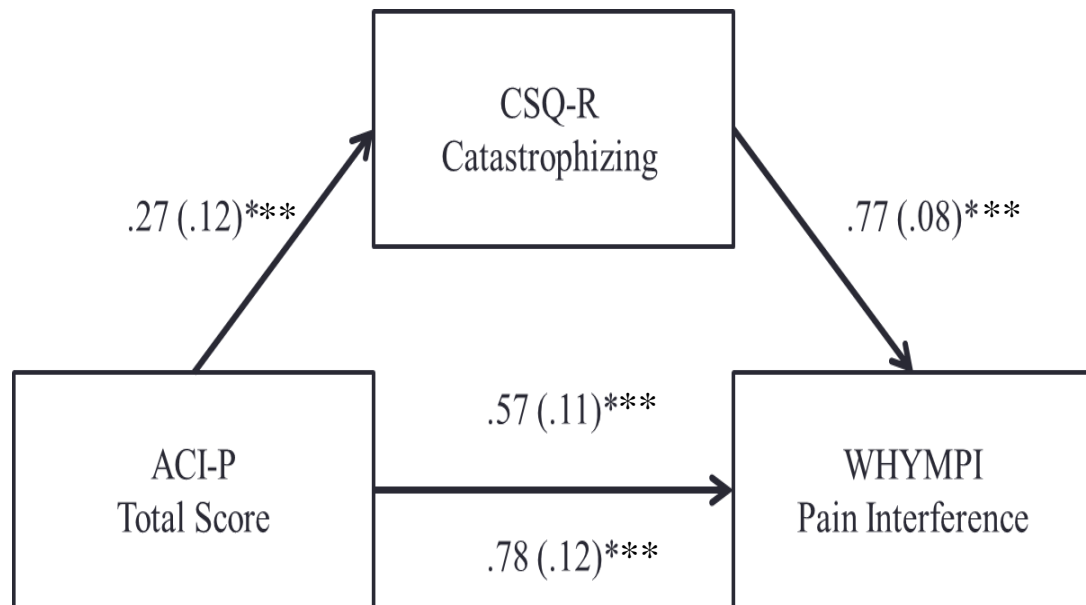 CSQ-R
Catastrophizing
.27 (.12)***
.77 (.08)***
.57 (.11)***
ACI-P
Total Score
WHYMPI
Pain Interference
.78 (.12)***